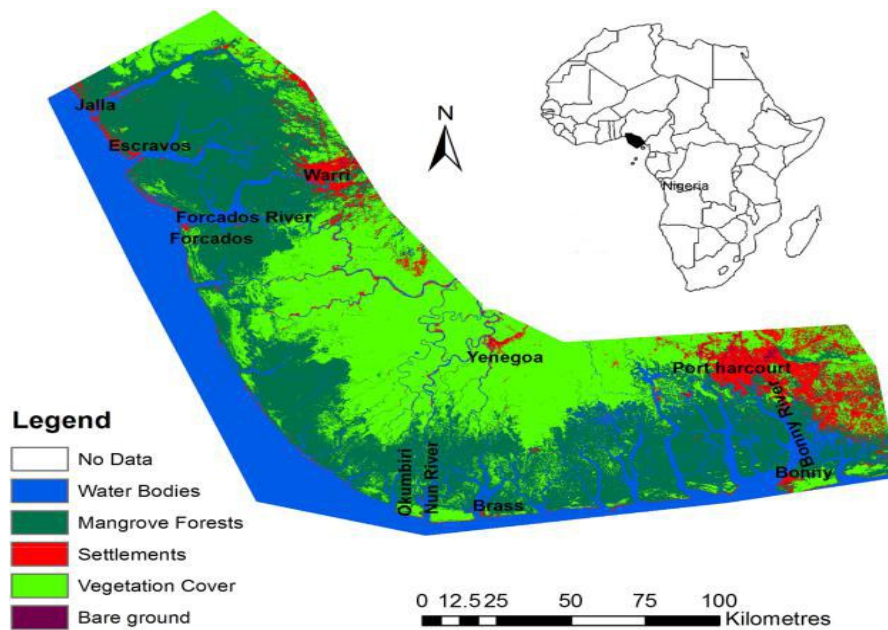 Jalla
Escravos
Warri
Forcados River
Forcados
Yenegoa
Port harcourt
Bonny River
Bonny
Okumbiri
Nun River
Brass
N
Nigeria
Legend
No Data
Water Bodies
Mangrove Forests
Settlements
Vegetation Cover
Bare ground
0 12.5 25 50 75 100
Kilometres